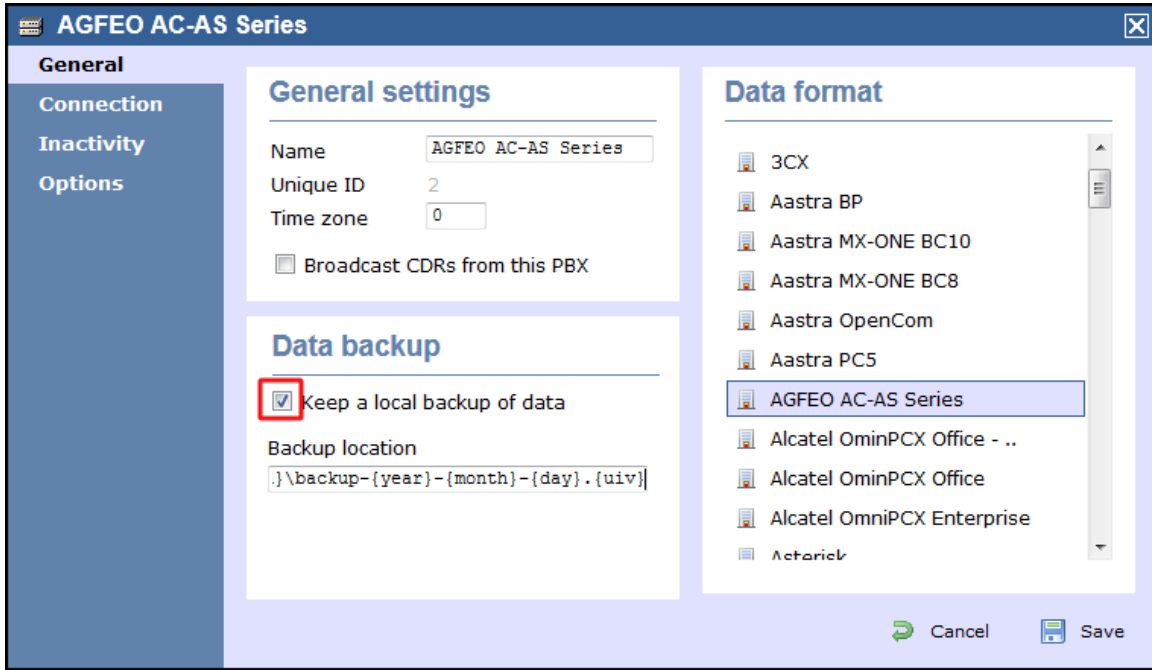 AGFEO AC-AS Series
General
Connection
Inactivity
Options
General settings
Name AGFEO AC-AS Series
Unique ID 2
Time zone 0
Broadcast CDRs from this PBX
Data backup
Keep a local backup of data
Backup location
.}\backup-{year}-{month}-{day}.{uiv}
Data format
3CX
Aastra BP
Aastra MX-ONE BC10
Aastra MX-ONE BC8
Aastra OpenCom
Aastra PC5
AGFEO AC-AS Series
Alcatel OminPCX Office - ..
Alcatel OminPCX Office
Alcatel OmniPCX Enterprise
Asterisk
Cancel
Save